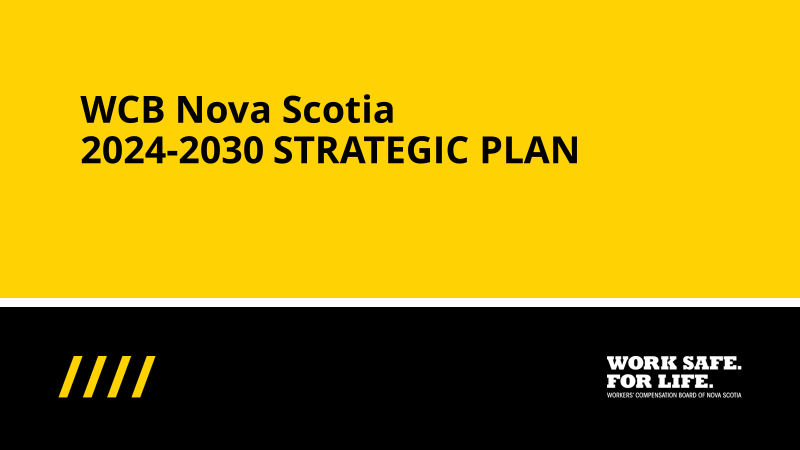 WCB Nova Scotia
2024-2030 STRATEGIC PLAN
WORK SAFE.
FOR LIFE.
WORKERS' COMPENSATION BOARD OF NOVA SCOTIA